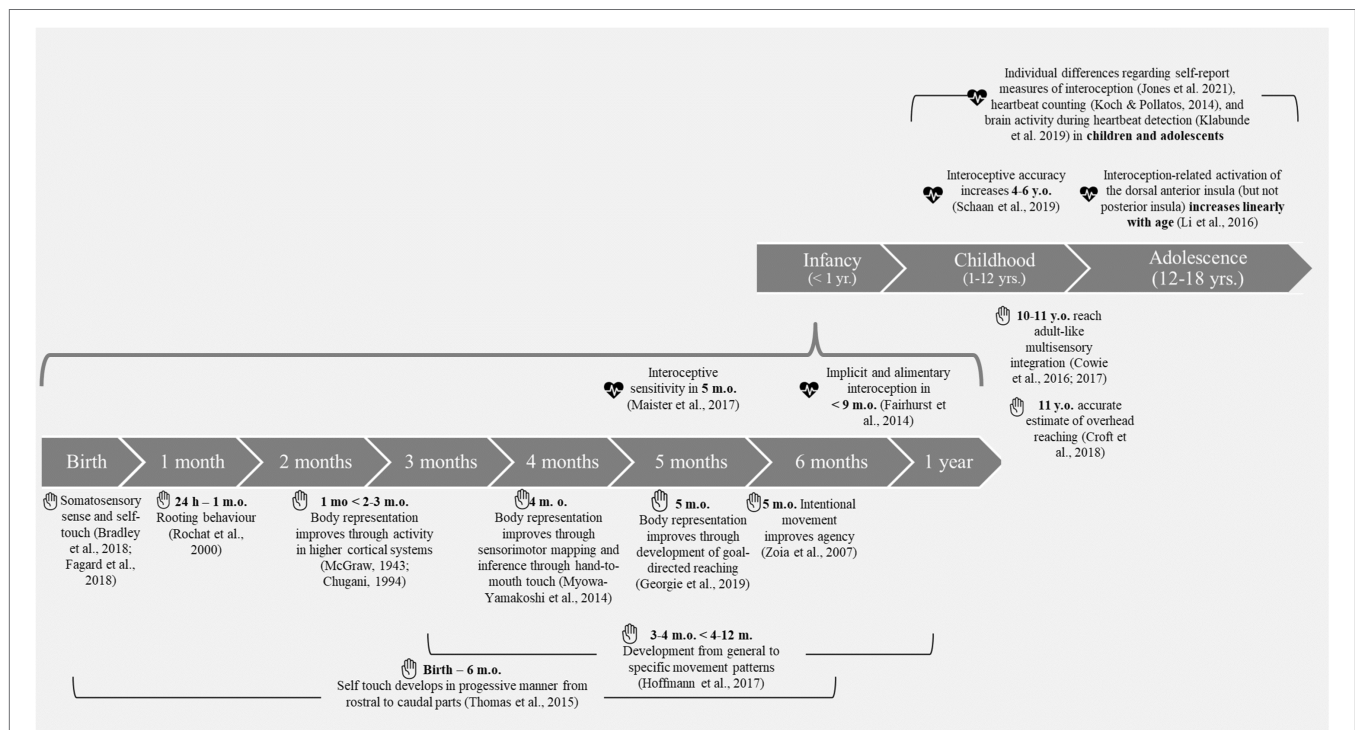 Individual differences regarding self-report
measures of interoception (Jones et al. 2021),
heartbeat counting (Koch & Pollatos, 2014), and
brain activity during heartbeat detection (Klabunde
et al. 2019) in children and adolescents
Interoceptive accuracy
increases 4-6 y.o.
(Schaan et al., 2019)
Interoception-related activation of
the dorsal anterior insula (but not
posterior insula) increases linearly
with age (Li et al., 2016)
Infancy
(< 1 yr.)
Childhood
(1-12 yrs.)
Adolescence
(12-18 yrs.)
10-11 y.o. reach
adult-like
multisensory
integration (Cowie
et al., 2016; 2017)
11 y.o. accurate
estimate of overhead
reaching (Croft et
al., 2018)
Interoceptive
sensitivity in 5 m.o.
(Maister et al., 2017)
Implicit and alimentary
interoception in
< 9 m.o. (Fairhurst et
al., 2014)
Birth
1 month
2 months
3 months
4 months
5 months
6 months
1 year
Somatosensory
sense and self-
touch (Bradley
et al., 2018;
Fagard et al.,
2018)
24 h – 1 m.o.
Rooting behaviour
(Rochat et al.,
2000)
1 mo < 2-3 m.o.
Body representation
improves through activity
in higher cortical systems
(McGraw, 1943;
Chugani, 1994)
4 m. o.
Body representation
improves through
sensorimotor mapping and
inference through hand-to-
mouth touch (Myowa-
Yamakoshi et al., 2014)
5 m.o.
Body representation
improves through
development of goal-
directed reaching
(Georgie et al., 2019)
5 m.o. Intentional
movement
improves agency
(Zoia et al., 2007)
3-4 m.o. < 4-12 m.
Development from general to
specific movement patterns
(Hoffmann et al., 2017)
Birth – 6 m.o.
Self touch develops in progessive manner from
rostral to caudal parts (Thomas et al., 2015)